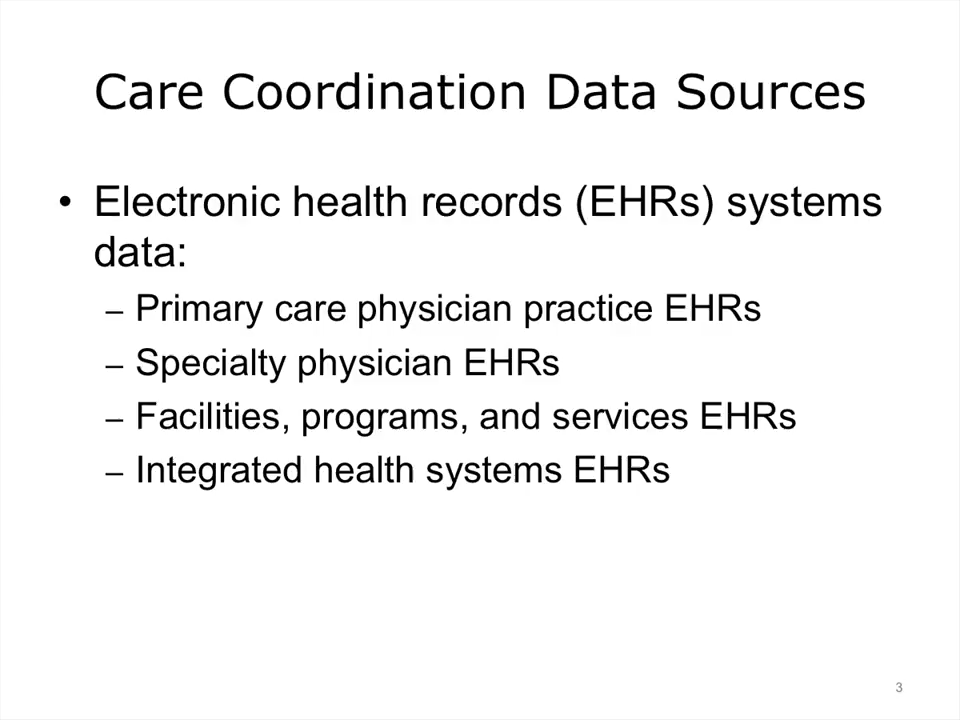 Care Coordination Data Sources
• Electronic health records (EHRs) systems
data:
– Primary care physician practice EHRs
– Specialty physician EHRs
– Facilities, programs, and services EHRs
– Integrated health systems EHRs
3